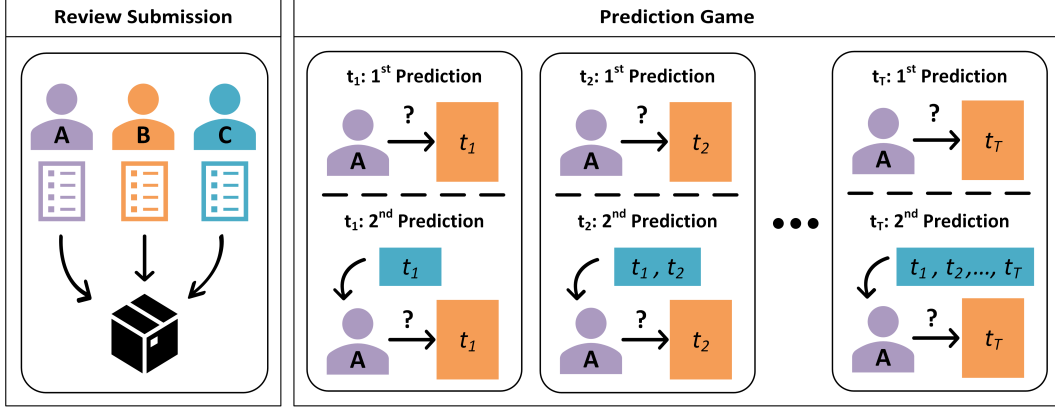 Review Submission
A B C
Prediction Game
t1: 1st Prediction
?
A
t1
t1: 2nd Prediction
t1
?
A
t1
t2: 1st Prediction
?
A
t2
t2: 2nd Prediction
t1 , t2
?
A
t2
•••
tT: 1st Prediction
?
A
tT
tT: 2nd Prediction
t1 , t2,..., tT
?
A
tT